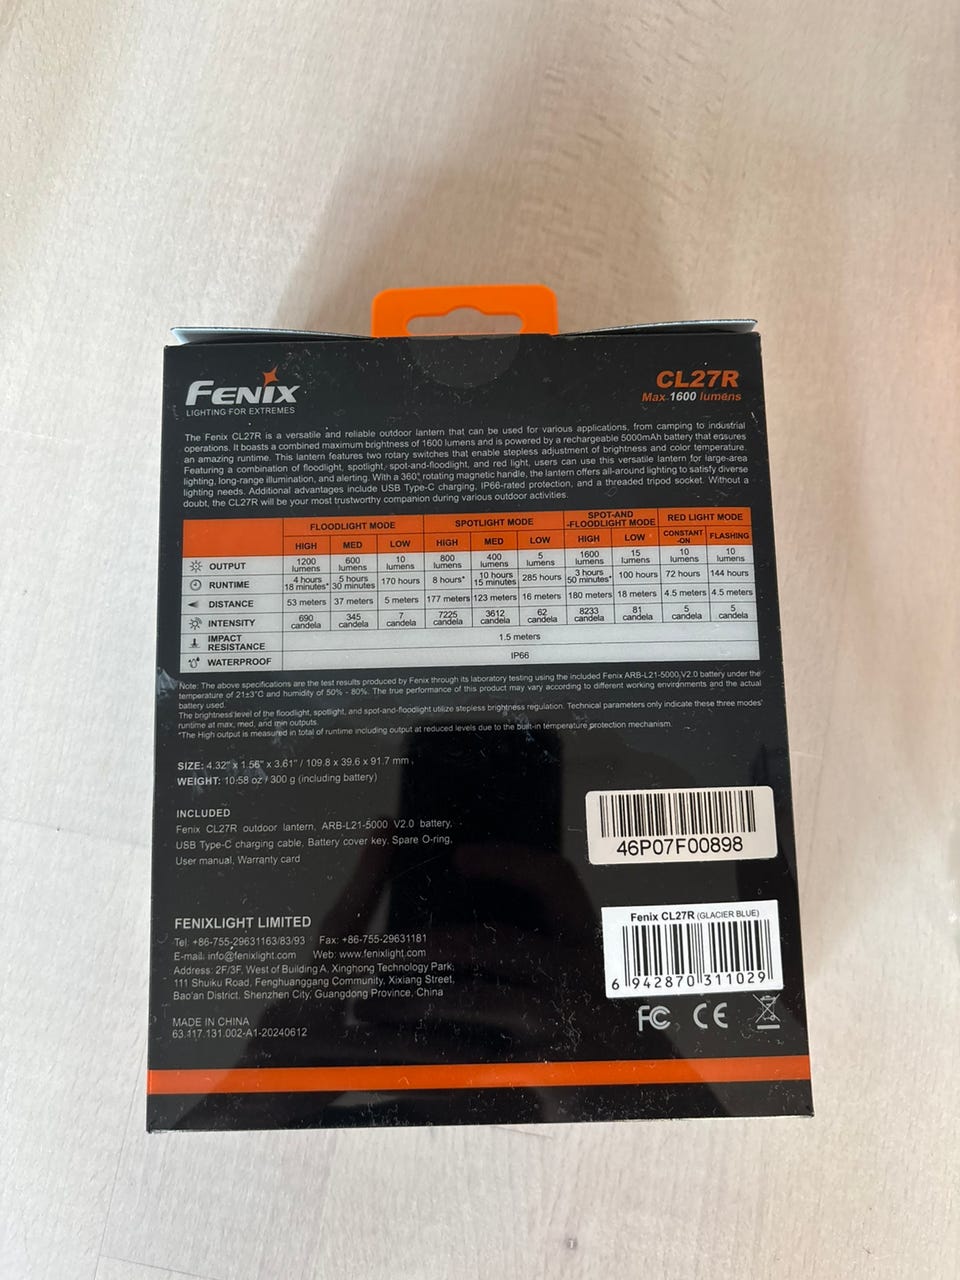 FENIX
LIGHTING FOR EXTREMES
CL27R
Max 1600 lumens
The Fenix CL27R is a versatile and reliable outdoor lantern that can be used for various applications, from camping to industrial
operations. It boasts a combined maximum brightness of 1600 lumens and is powered by a rechargeable 5000mAh battery that ensures
an amazing runtime. This lantern features two rotary switches that enable stepless adjustment of brightness and color temperature.
Featuring a combination of floodlight, spotlight, spot-and-floodlight, and red light, users can use this versatile lantern for large-area
lighting, long-range illumination, and alerting. With a 360° rotating magnetic handle, the lantern offers all-around lighting to satisfy diverse
lighting needs. Additional advantages include USB Type-C charging, IP66-rated protection, and a threaded tripod socket. Without a
doubt, the CL27R will be your most trustworthy companion during various outdoor activities.
FLOODLIGHT MODE SPOTLIGHT MODE SPOT-AND -FLOODLIGHT MODE RED LIGHT MODE
HIGH MED LOW HIGH MED LOW HIGH LOW CONSTANT -ON FLASHING
OUTPUT 1200 lumens 600 lumens 10 lumens 800 lumens 400 lumens 5 lumens 1600 lumens 15 lumens 10 lumens 10 lumens
RUNTIME 4 hours 18 minutes* 5 hours 30 minutes 170 hours 8 hours* 10 hours 15 minutes 285 hours 3 hours 50 minutes* 100 hours 72 hours 144 hours
DISTANCE 53 meters 37 meters 5 meters 177 meters 123 meters 16 meters 180 meters 18 meters 4.5 meters 4.5 meters
INTENSITY 690 candela 345 candela 7 candela 7225 candela 3612 candela 62 candela 8233 candela 81 candela 5 candela 5 candela
IMPACT RESISTANCE 1.5 meters
WATERPROOF IP66
Note: The above specifications are the test results produced by Fenix through its laboratory testing using the included Fenix ARB-L21-5000 V2.0 battery under the
temperature of 21±3°C and humidity of 50% - 80%. The true performance of this product may vary according to different working environments and the actual
battery used.
The brightness level of the floodlight, spotlight, and spot-and-floodlight utilize stepless brightness regulation. Technical parameters only indicate these three modes'
runtime at max, med, and min outputs.
*The High output is measured in total of runtime including output at reduced levels due to the built-in temperature protection mechanism.
SIZE: 4.32" x 1.56" x 3.61" / 109.8 x 39.6 x 91.7 mm
WEIGHT: 10.58 oz / 300 g (including battery)
INCLUDED
Fenix CL27R outdoor lantern, ARB-L21-5000 V2.0 battery,
USB Type-C charging cable, Battery cover key, Spare O-ring,
User manual, Warranty card
46P07F00898
FENIXLIGHT LIMITED
Tel: +86-755-29631163/83/93 Fax: +86-755-29631181
E-mail: info@fenixlight.com Web: www.fenixlight.com
Address: 2F/3F, West of Building A, Xinghong Technology Park,
111 Shuiku Road, Fenghuanggang Community, Xixiang Street,
Bao'an District, Shenzhen City, Guangdong Province, China
Fenix CL27R (GLACIER BLUE)
6 942870 311029
FC CE
MADE IN CHINA
63.117.131.002-A1-20240612